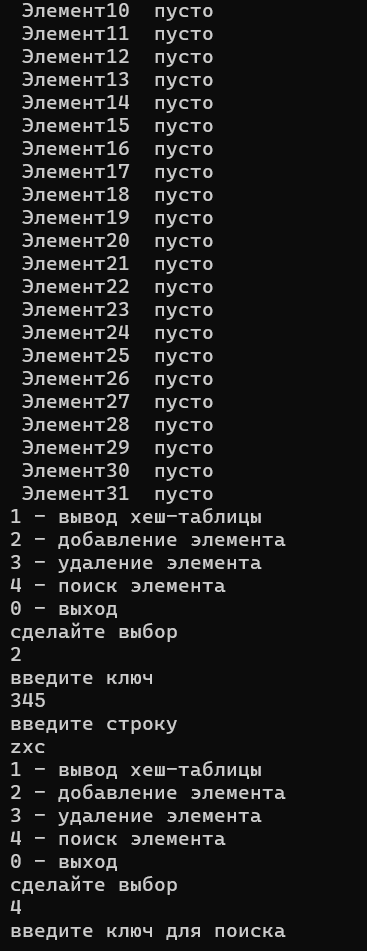 Элемент10 пусто
Элемент11 пусто
Элемент12 пусто
Элемент13 пусто
Элемент14 пусто
Элемент15 пусто
Элемент16 пусто
Элемент17 пусто
Элемент18 пусто
Элемент19 пусто
Элемент20 пусто
Элемент21 пусто
Элемент22 пусто
Элемент23 пусто
Элемент24 пусто
Элемент25 пусто
Элемент26 пусто
Элемент27 пусто
Элемент28 пусто
Элемент29 пусто
Элемент30 пусто
Элемент31 пусто
1 - вывод хеш-таблицы
2 - добавление элемента
3 - удаление элемента
4 - поиск элемента
0 - выход
сделайте выбор
2
введите ключ
345
введите строку
zxc
1 - вывод хеш-таблицы
2 - добавление элемента
3 - удаление элемента
4 - поиск элемента
0 - выход
сделайте выбор
4
введите ключ для поиска